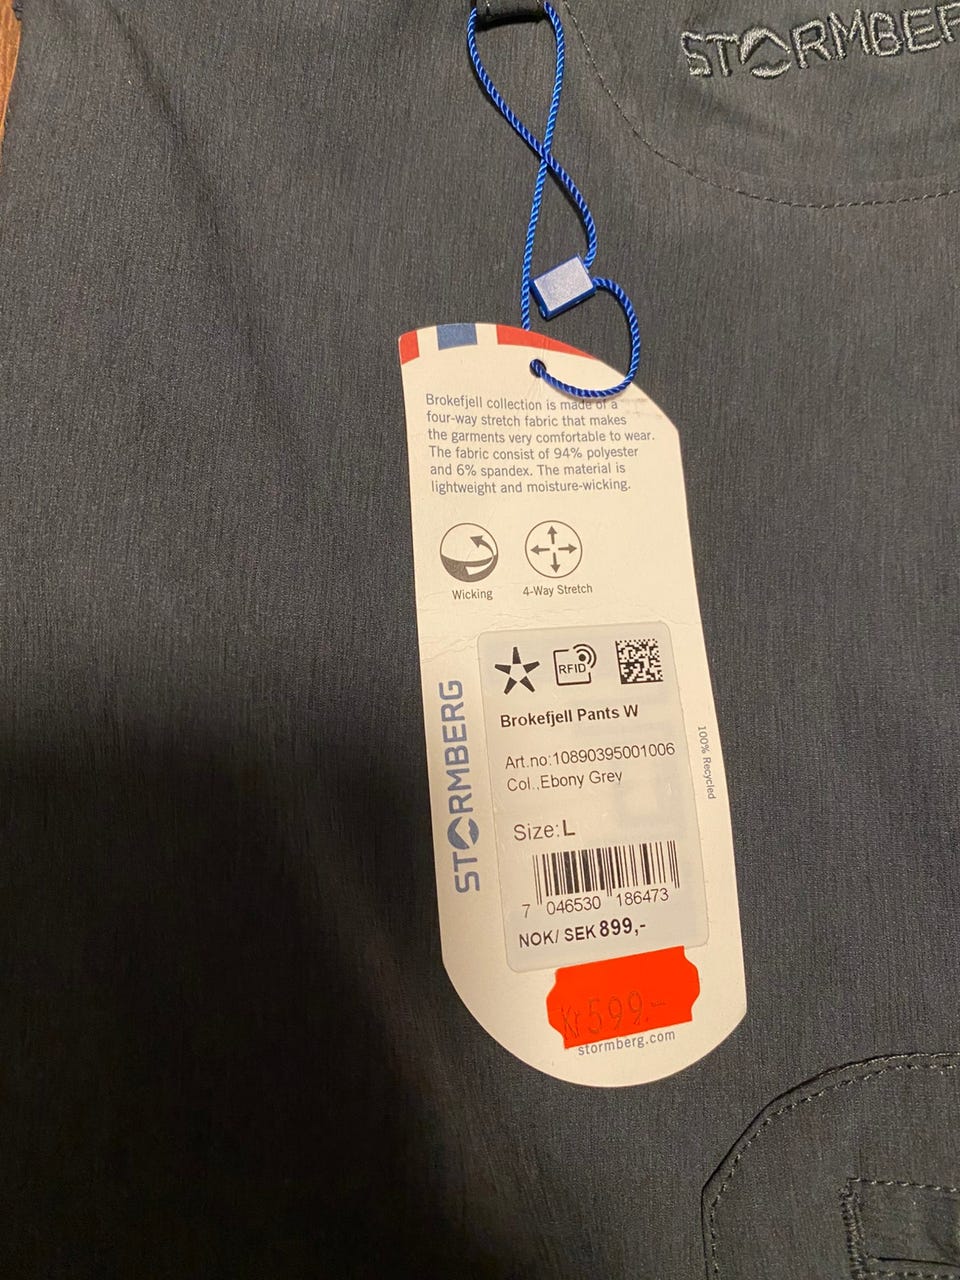 STORMBERG
Brokefjell collection is made of a
four-way stretch fabric that makes
the garments very comfortable to wear.
The fabric consist of 94% polyester
and 6% spandex. The material is
lightweight and moisture-wicking.
Wicking
4-Way Stretch
RFID
Brokefjell Pants W
Art.no:10890395001006
Col.,Ebony Grey
Size:L
7 046530 186473
NOK/ SEK 899,-
Kr 599.-
stormberg.com
STORMBERG
100% Recycled